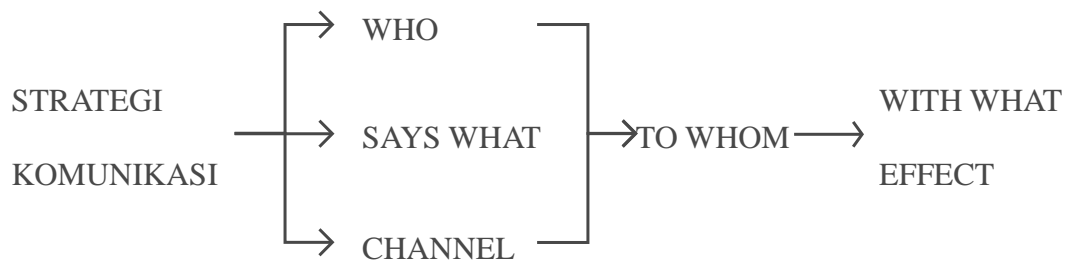 STRATEGI
KOMUNIKASI
WHO
SAYS WHAT
CHANNEL
TO WHOM
WITH WHAT
EFFECT